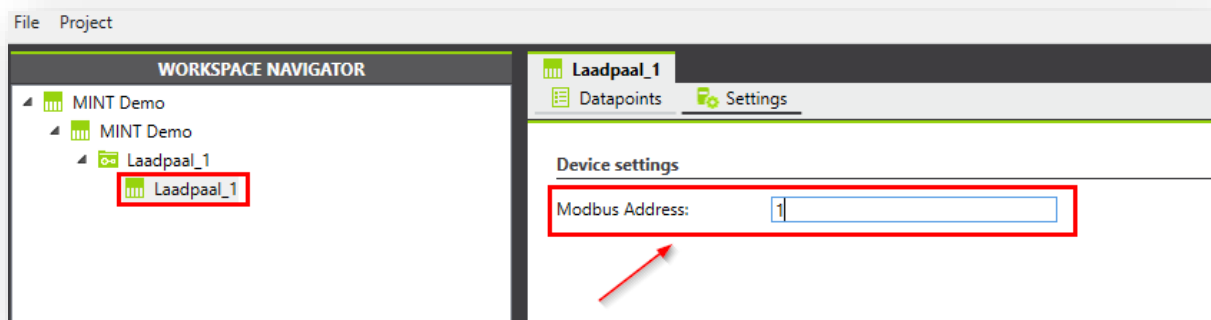 File Project
WORKSPACE NAVIGATOR
MINT Demo
MINT Demo
Laadpaal_1
Laadpaal_1
Laadpaal_1
Datapoints Settings
Device settings
Modbus Address: 1